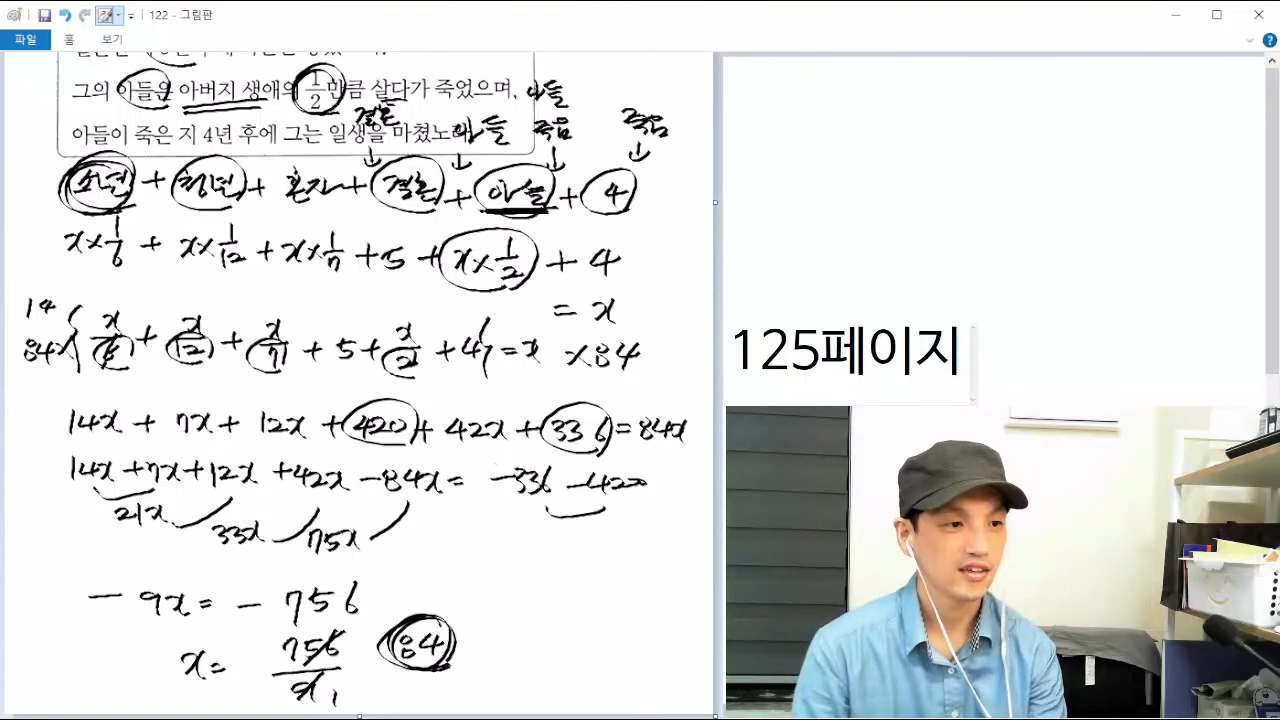 122 - 그림판
파일 홈 보기
그의 아들은 아버지 생애의 1/2만큼 살다가 죽었으며,
아들이 죽은 지 4년 후에 그는 일생을 마쳤노라.
결혼 아들 아들 죽음 죽음
소년 + 청년 + 혼자 + 결혼 + 아들 + 4
x×1/6 + x×1/12 + x×1/7 + 5 + x×1/2 + 4
= x
14
84×( x/6 + x/12 + x/7 + 5 + x/2 + 4) = x ×84
14x + 7x + 12x + 420 + 42x + 336 = 84x
14x + 7x + 12x + 42x - 84x = -336 - 420
21x 33x 75x
- 9x = - 756
x = 756/9 84
1
125페이지